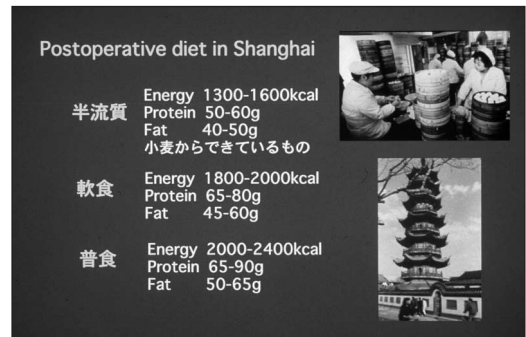 Postoperative diet in Shanghai
半流質
Energy 1300-1600kcal
Protein 50-60g
Fat 40-50g
小麦からできているもの
軟食
Energy 1800-2000kcal
Protein 65-80g
Fat 45-60g
普食
Energy 2000-2400kcal
Protein 65-90g
Fat 50-65g